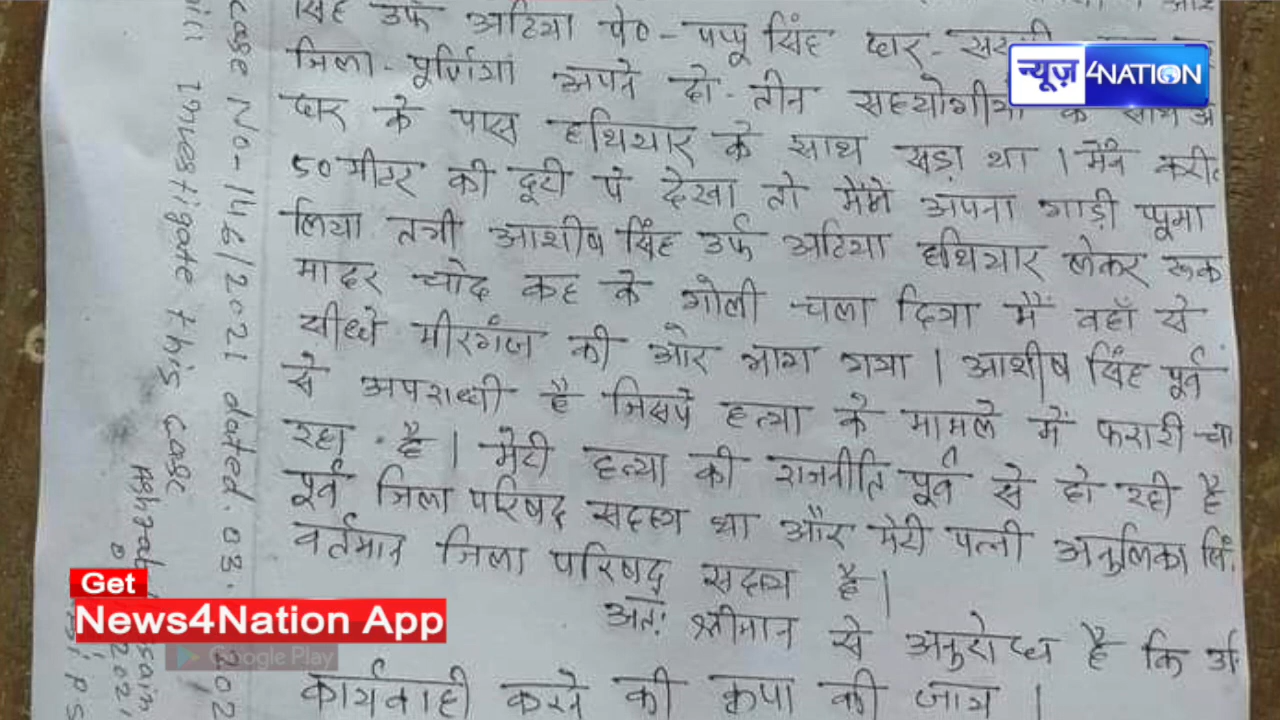 सिंह उर्फ अठिया पे०- पप्पू सिंह घर-
जिला- पूर्णियां अपने दो-तीन सहयोगीयों के साथ
घर के पास हथियार के साथ खड़ा था । मैने करी
50 मीटर की दूरी पे देखा तो मैंने अपना गाड़ी घूमा
लिया तभी आशीष सिंह उर्फ अठिया हथियार लेकर रूक
मादर चोद कह के गोली चला दिया मैं वहाँ से
सीधे मीरगंज की ओर भाग गया । आशीष सिंह पूर्व
से अपराधी है जिसपे हत्या के मामले में फरारी चा
रहा है । मेरी हत्या की राजनीति पूर्व से हो रही है
पूर्व जिला परिषद सदस्य था और मेरी पत्नी अनुलिका सिं
वर्तमान जिला परिषद् सदस्य है ।
अतः श्रीमान से अनुरोध है कि
कार्यवाही करने की कृपा की जाय ।
case No-146/2021 dated. 03.
investigate this case
2021
P.S
न्यूज़ 4NATION
Get
News4Nation App
Google Play